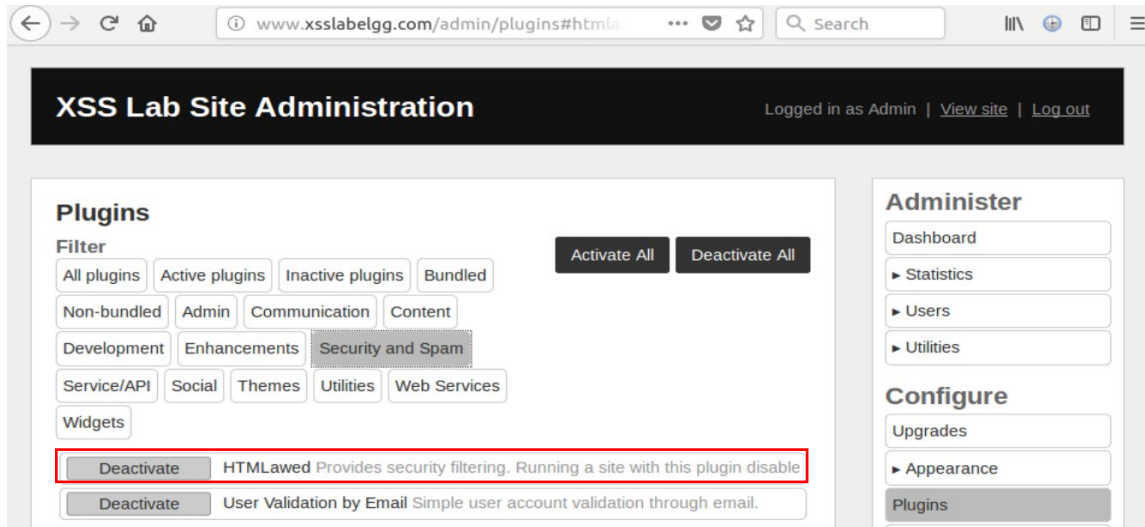 www.xsslabelgg.com/admin/plugins#htmla
Search
XSS Lab Site Administration
Logged in as Admin | View site | Log out
Plugins
Filter
Activate All Deactivate All
All plugins Active plugins Inactive plugins Bundled
Non-bundled Admin Communication Content
Development Enhancements Security and Spam
Service/API Social Themes Utilities Web Services
Widgets
Deactivate HTMLawed Provides security filtering. Running a site with this plugin disable
Deactivate User Validation by Email Simple user account validation through email.
Administer
Dashboard
▸ Statistics
▸ Users
▸ Utilities
Configure
Upgrades
▸ Appearance
Plugins